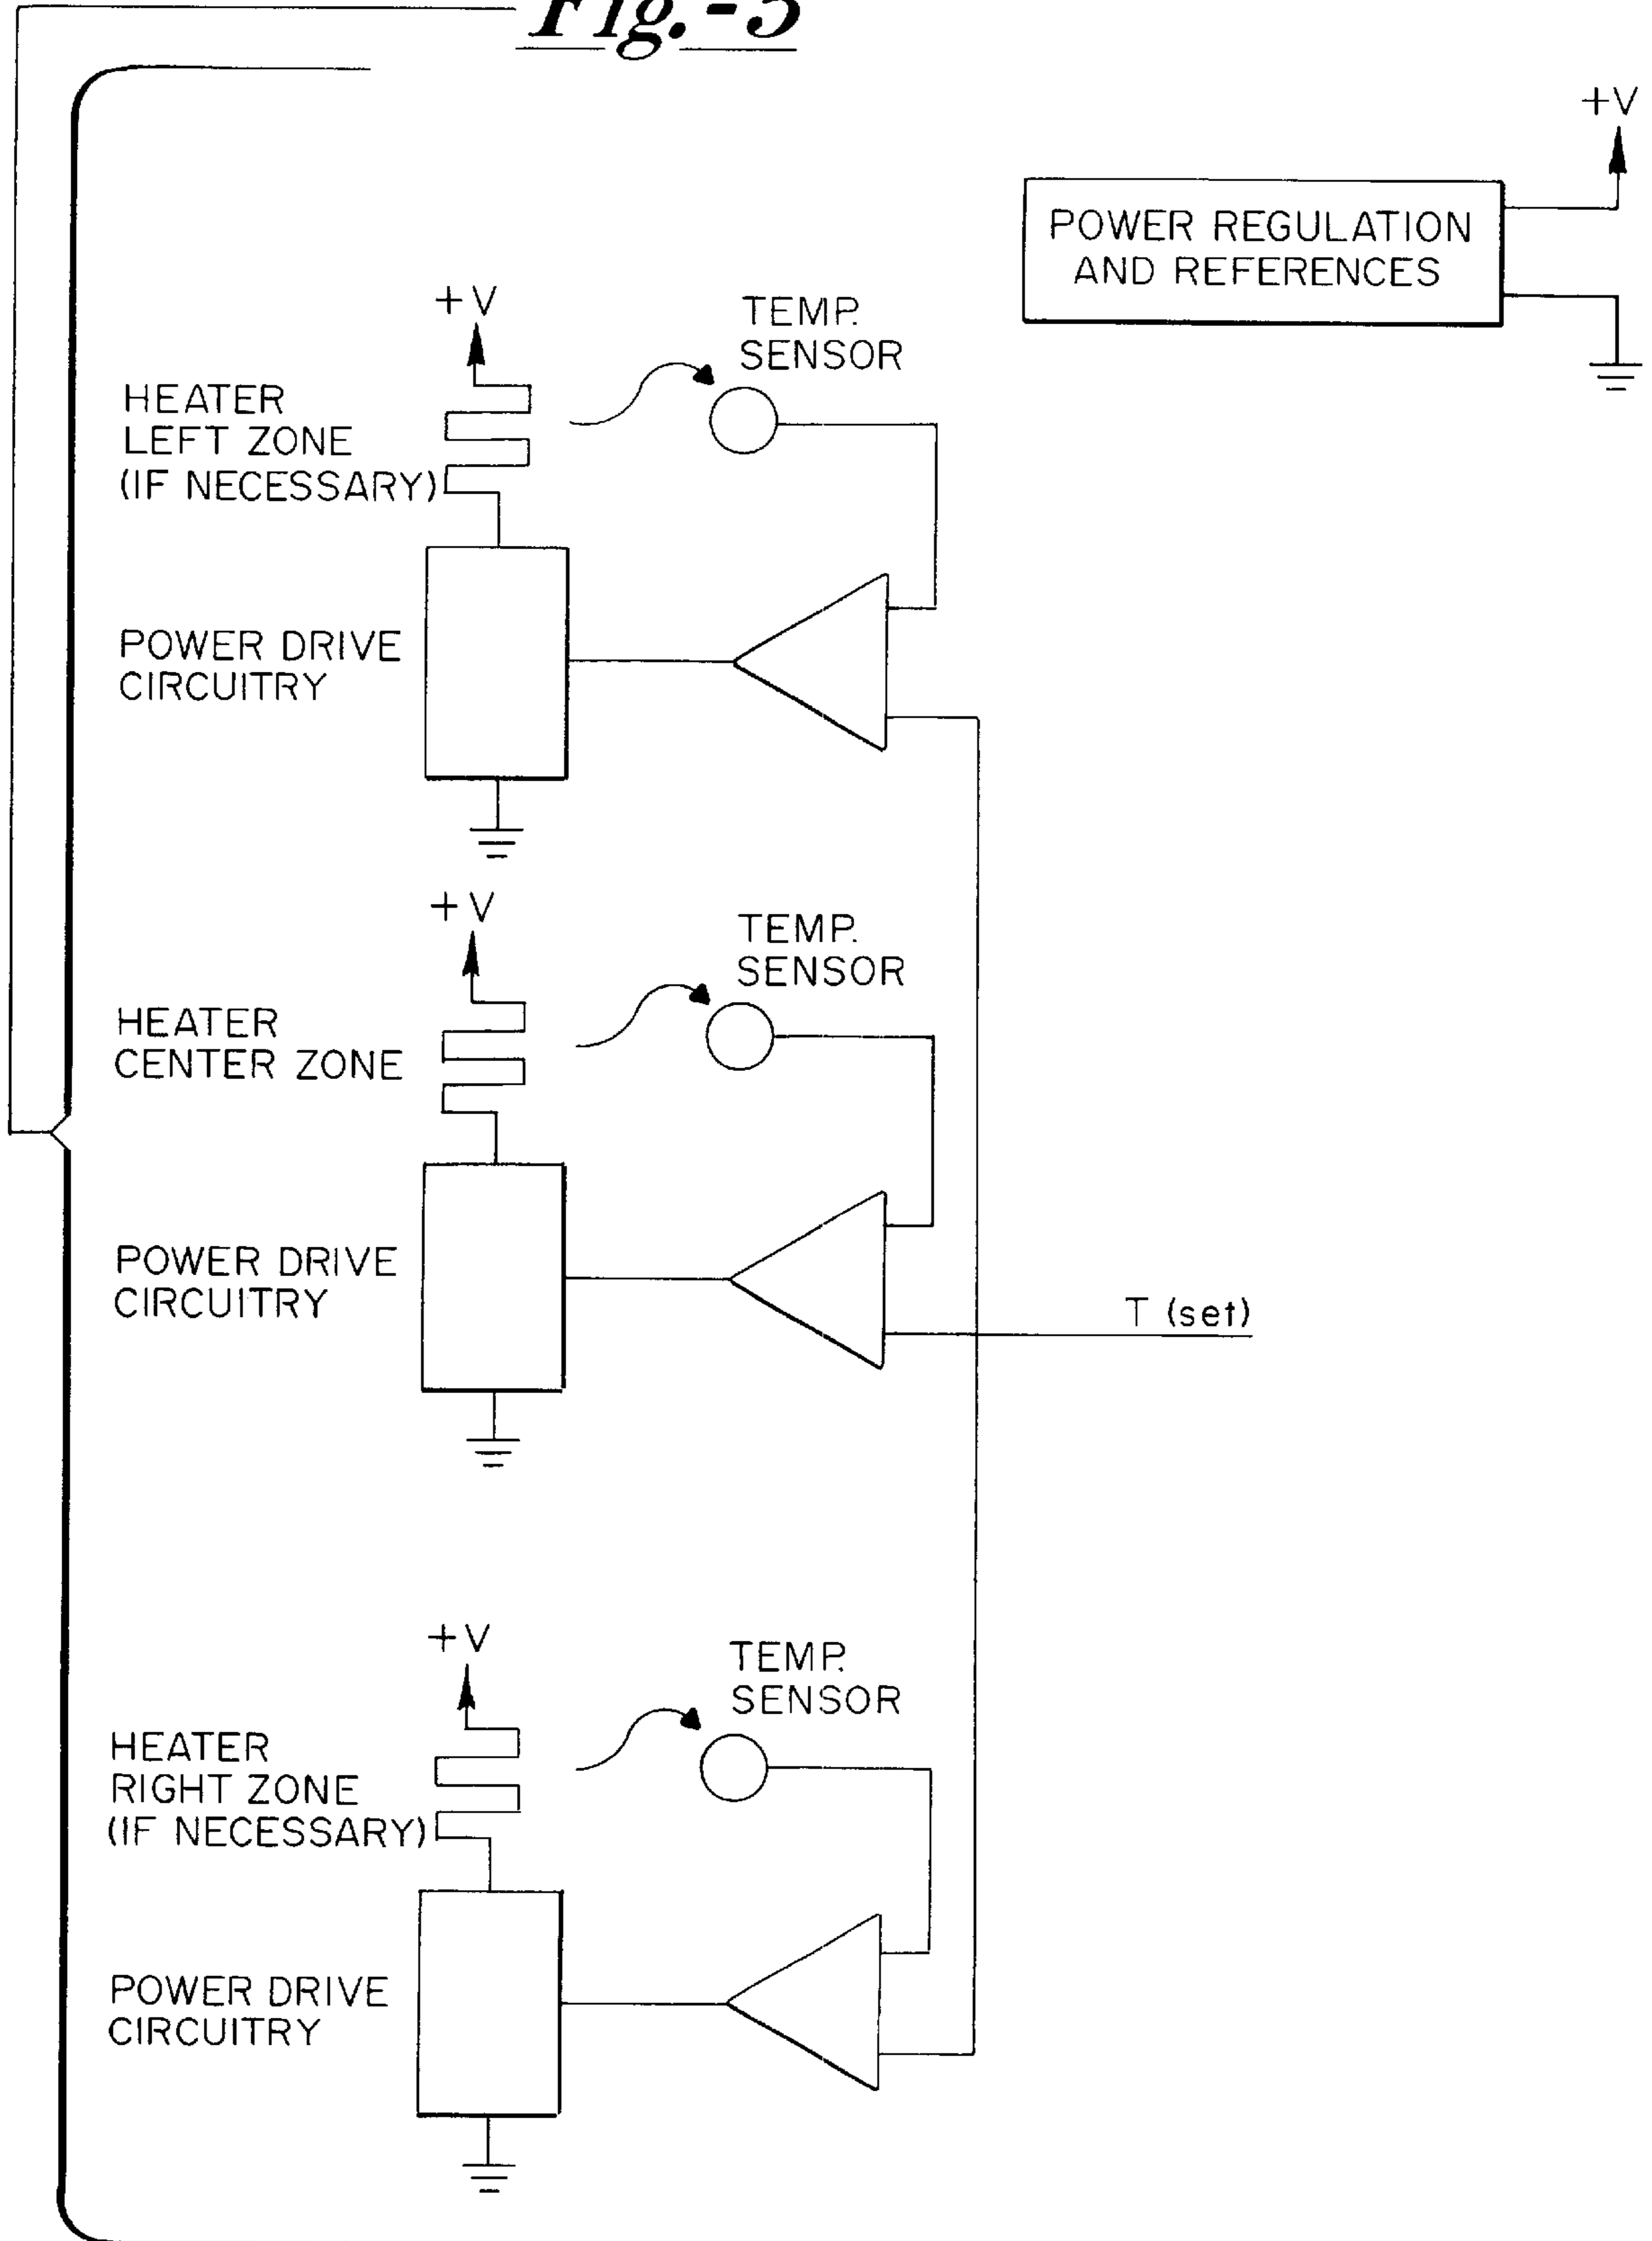 Fig.-5
+V
POWER REGULATION
AND REFERENCES
+V
TEMP.
SENSOR
HEATER
LEFT ZONE
(IF NECESSARY)
POWER DRIVE
CIRCUITRY
+V
TEMP.
SENSOR
HEATER
CENTER ZONE
POWER DRIVE
CIRCUITRY
T (set)
+V
TEMP.
SENSOR
HEATER
RIGHT ZONE
(IF NECESSARY)
POWER DRIVE
CIRCUITRY